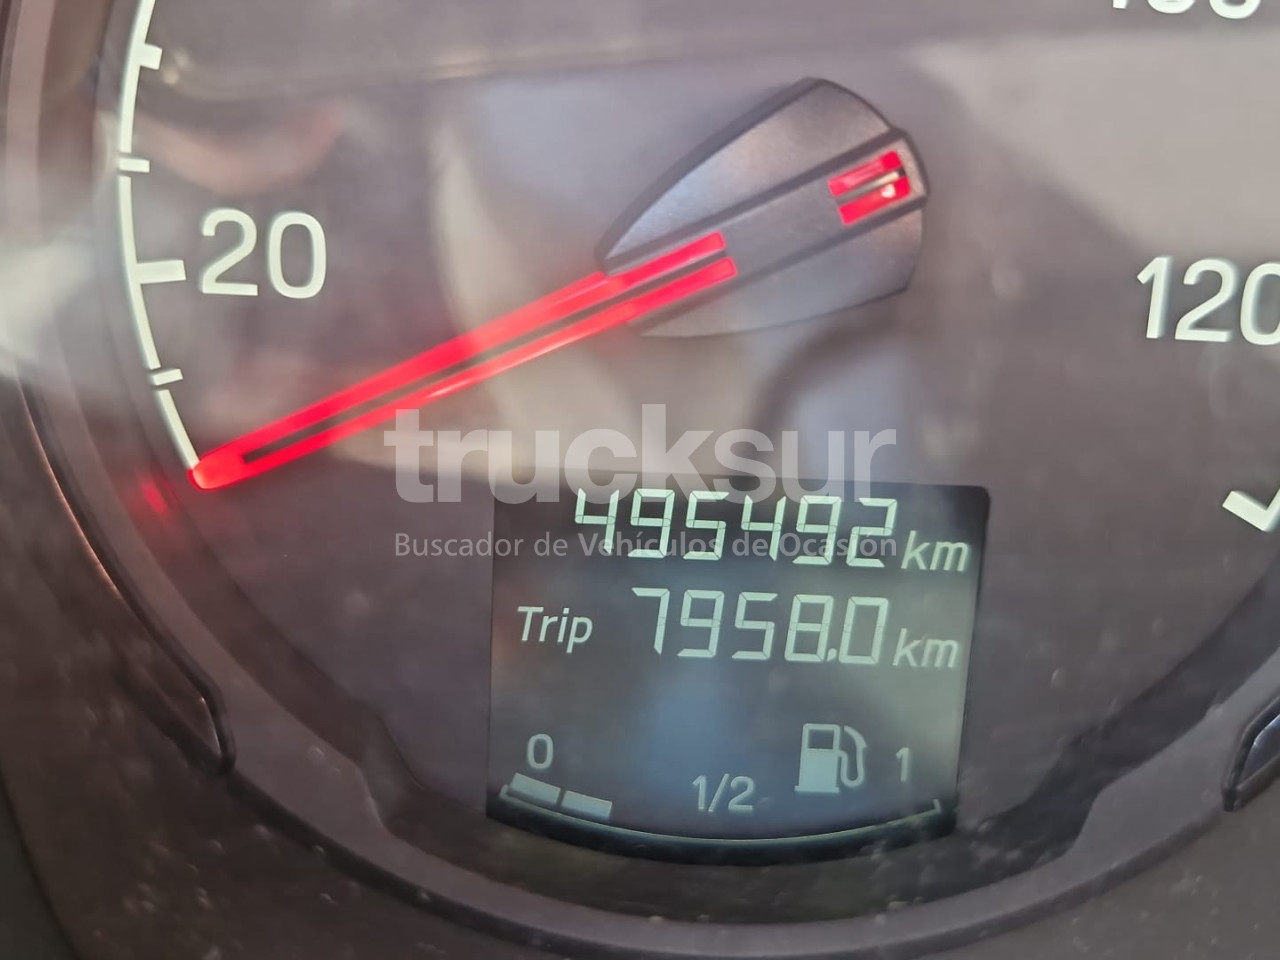 20
120
trucksur
495492 km
Buscador de Vehículos de Ocasión
Trip 7958.0 km
0 1/2 1